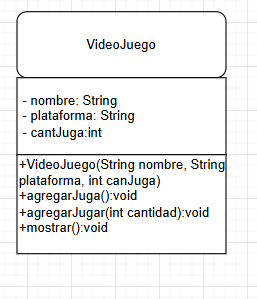 VideoJuego
- nombre: String
- plataforma: String
- cantJuga:int
+VideoJuego(String nombre, String
plataforma, int canJuga)
+agregarJuga():void
+agregarJugar(int cantidad):void
+mostrar():void